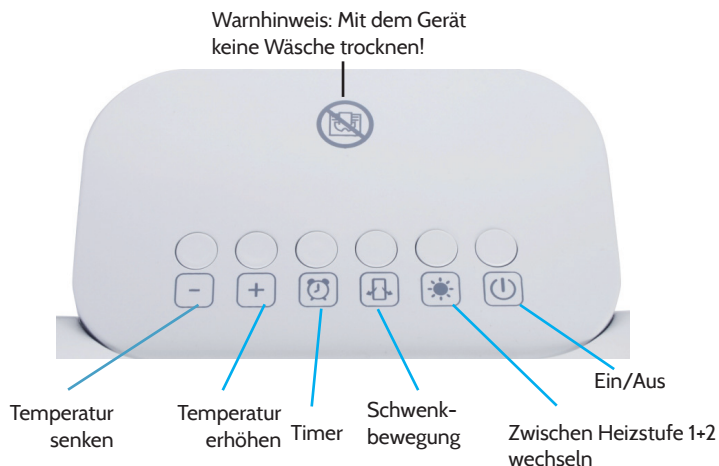 Warnhinweis: Mit dem Gerät
keine Wäsche trocknen!
Temperatur
senken
Temperatur
erhöhen
Timer
Schwenk-
bewegung
Zwischen Heizstufe 1+2
wechseln
Ein/Aus